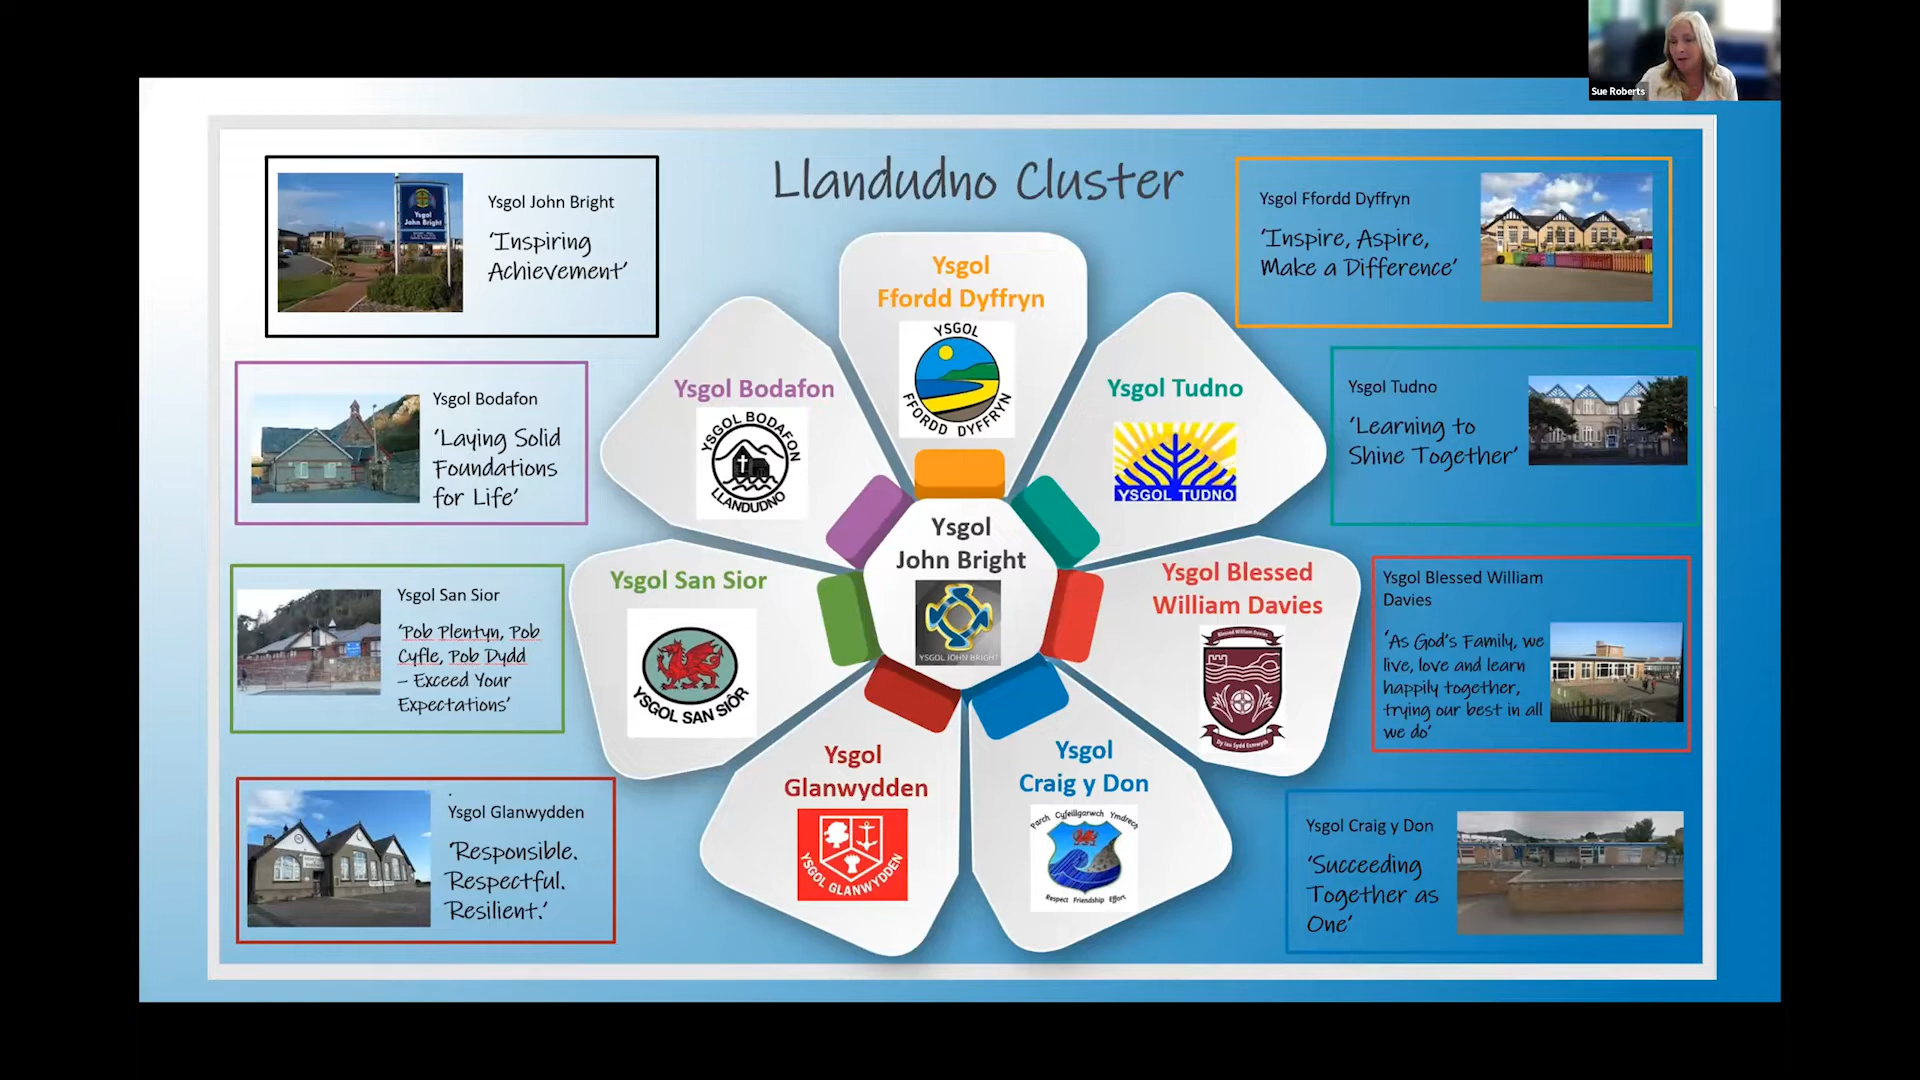 Sue Roberts
Llandudno Cluster
Ysgol
John Bright
Ysgol John Bright
'Inspiring
Achievement'
Ysgol Ffordd Dyffryn
'Inspire, Aspire,
Make a Difference'
Ysgol Bodafon
'Laying Solid
Foundations
for Life'
Ysgol Tudno
'Learning to
Shine Together'
Ysgol San Sior
'Pob Plentyn, Pob
Cyfle, Pob Dydd
– Exceed Your
Expectations'
Ysgol Blessed William
Davies
'As God's Family, we
live, love and learn
happily together,
trying our best in all
we do'
Ysgol Glanwydden
'Responsible.
Respectful.
Resilient.'
Ysgol Craig y Don
'Succeeding
Together as
One'
Ysgol
Ffordd Dyffryn
YSGOL
FFORDD DYFFRYN
Ysgol Bodafon
YSGOL BODAFON
LLANDUDNO
Ysgol Tudno
YSGOL TUDNO
Ysgol
John Bright
YSGOL JOHN BRIGHT
Ysgol San Sior
YSGOL SAN SIÔR
Ysgol Blessed
William Davies
Blessed William Davies
Ysgol
Glanwydden
YSGOL GLANWYDDEN
Ysgol
Craig y Don
Parch Cyfeillgarwch Ymdrech
Respect Friendship Effort